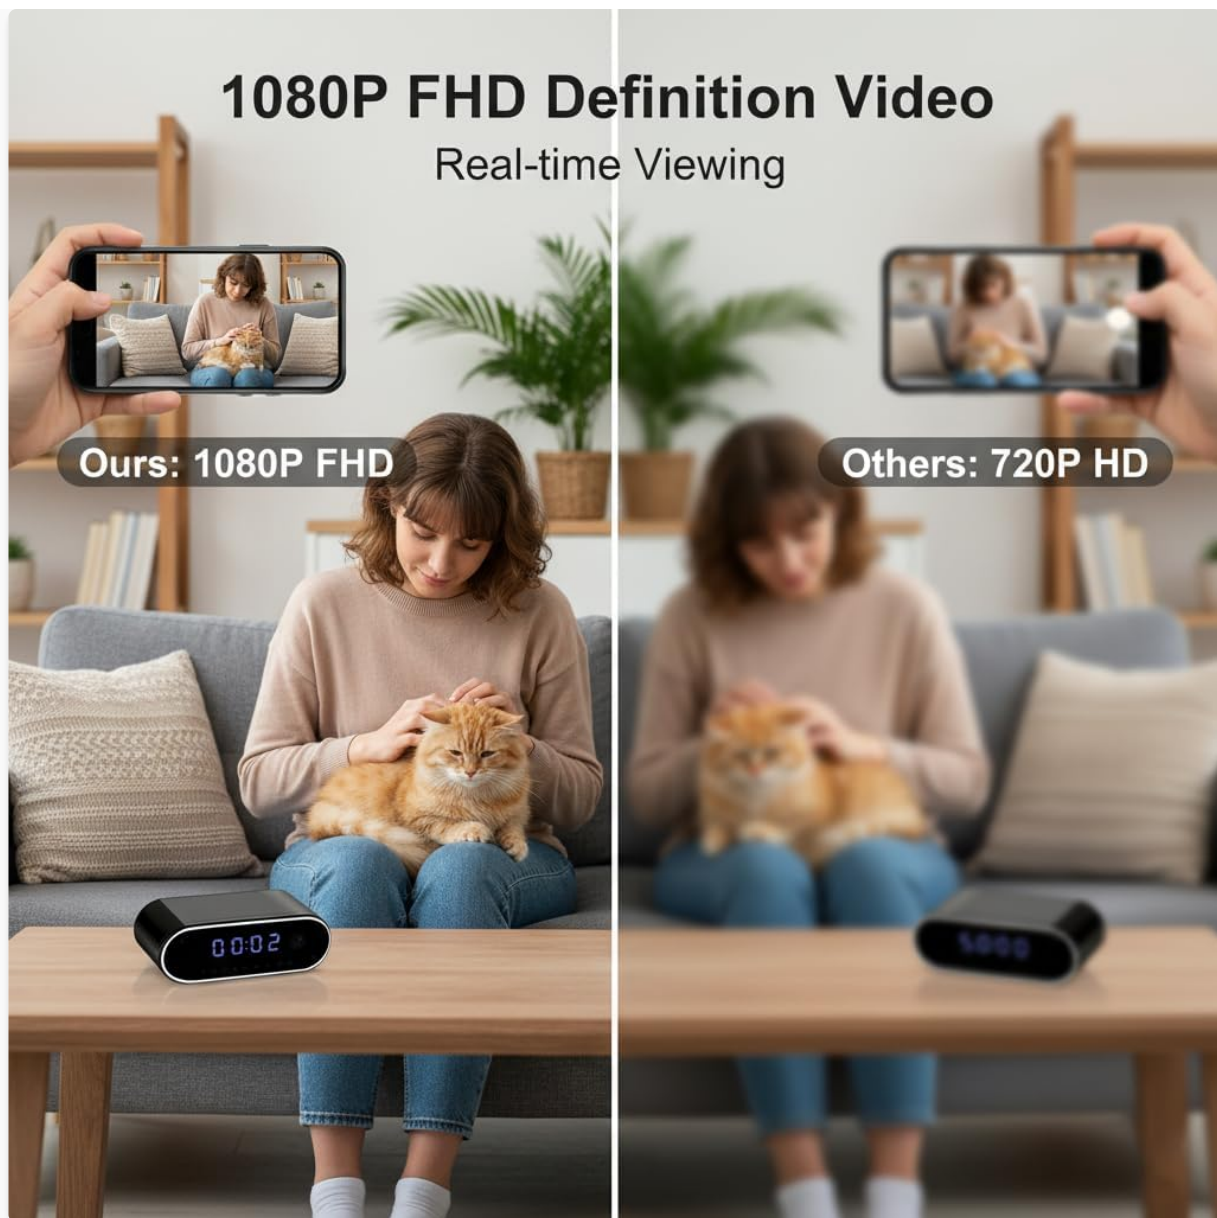 1080P FHD Definition Video
Real-time Viewing
Ours: 1080P FHD
Others: 720P HD
00:02